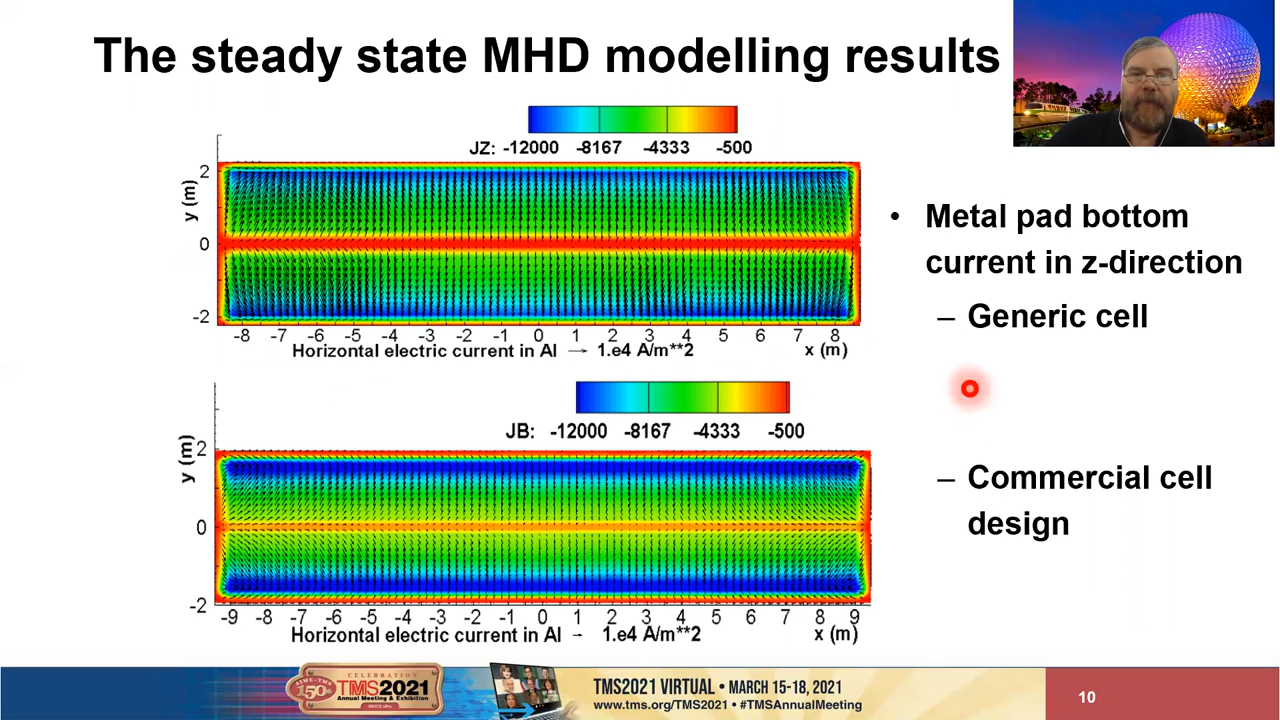 The steady state MHD modelling results
JZ: -12000 -8167 -4333 -500
y (m)
2
0
-2
-8 -7 -6 -5 -4 -3 -2 -1 0 1 2 3 4 5 6 7 8
Horizontal electric current in Al → 1.e4 A/m**2 x (m)
JB: -12000 -8167 -4333 -500
y (m)
2
0
-2
-9 -8 -7 -6 -5 -4 -3 -2 -1 0 1 2 3 4 5 6 7 8 9
Horizontal electric current in Al → 1.e4 A/m**2 x (m)
• Metal pad bottom
current in z-direction
– Generic cell
– Commercial cell
design
CELEBRATION
AIME–TMS
150th
TMS2021
Annual Meeting & Exhibition
SINCE 1871
TMS2021 VIRTUAL • MARCH 15-18, 2021
www.tms.org/TMS2021 • #TMSAnnualMeeting
10